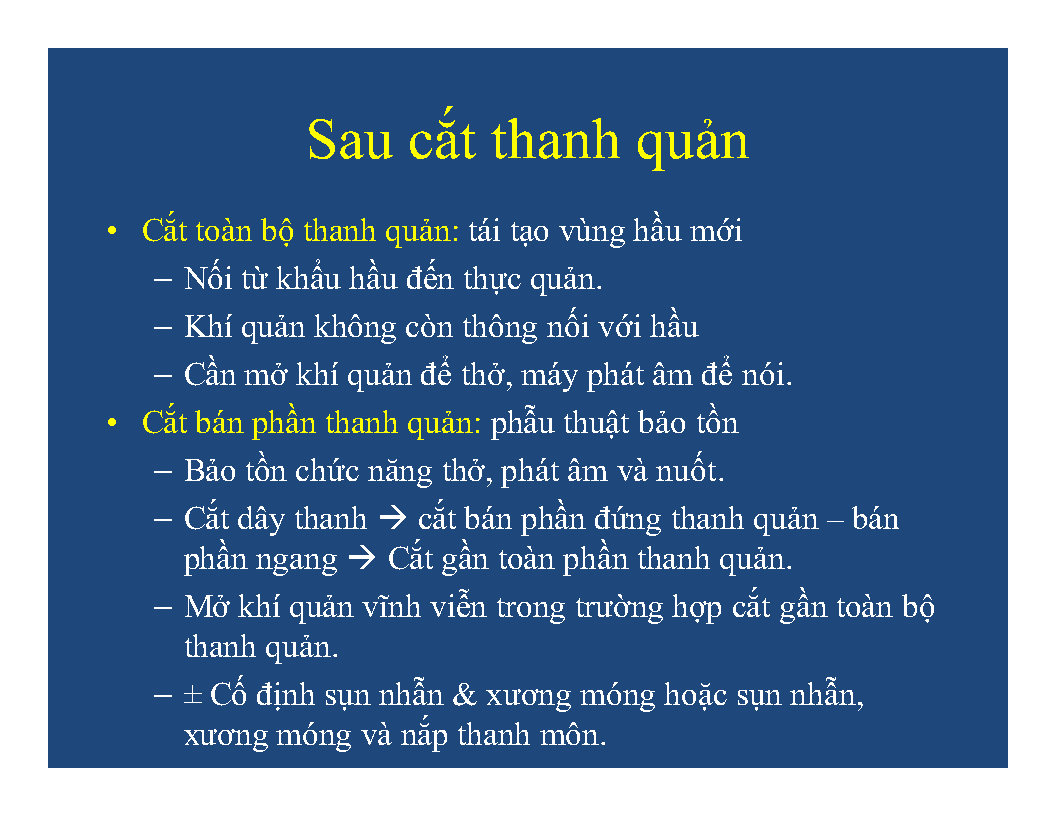 Sau cắt thanh quản
• Cắt toàn bộ thanh quản: tái tạo vùng hầu mới
– Nối từ khẩu hầu đến thực quản.
– Khí quản không còn thông nối với hầu
– Cần mở khí quản để thở, máy phát âm để nói.
• Cắt bán phần thanh quản: phẫu thuật bảo tồn
– Bảo tồn chức năng thở, phát âm và nuốt.
– Cắt dây thanh → cắt bán phần đứng thanh quản – bán
phần ngang → Cắt gần toàn phần thanh quản.
– Mở khí quản vĩnh viễn trong trường hợp cắt gần toàn bộ
thanh quản.
– ± Cố định sụn nhẫn & xương móng hoặc sụn nhẫn,
xương móng và nắp thanh môn.